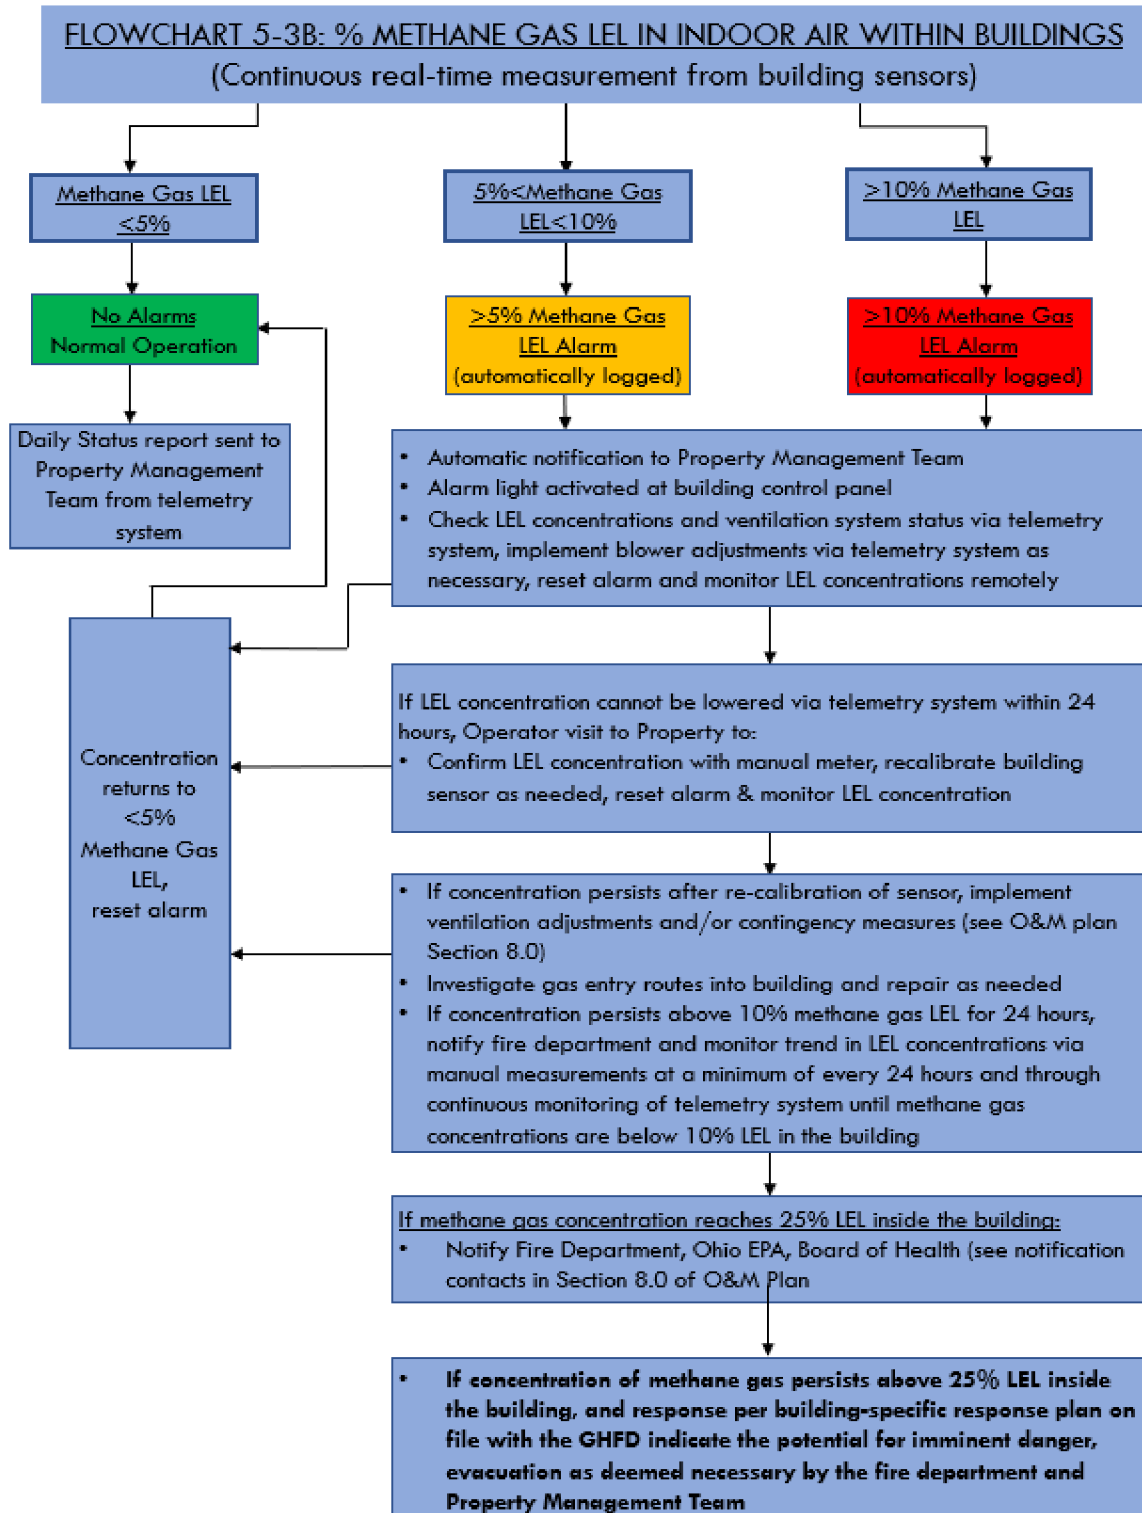 FLOWCHART 5-3B: % METHANE GAS LEL IN INDOOR AIR WITHIN BUILDINGS
(Continuous real-time measurement from building sensors)
Methane Gas LEL
<5%
5%<Methane Gas
LEL<10%
>10% Methane Gas
LEL
No Alarms
Normal Operation
>5% Methane Gas
LEL Alarm
(automatically logged)
>10% Methane Gas
LEL Alarm
(automatically logged)
Daily Status report sent to
Property Management
Team from telemetry
system
• Automatic notification to Property Management Team
• Alarm light activated at building control panel
• Check LEL concentrations and ventilation system status via telemetry
system, implement blower adjustments via telemetry system as
necessary, reset alarm and monitor LEL concentrations remotely
If LEL concentration cannot be lowered via telemetry system within 24
hours, Operator visit to Property to:
• Confirm LEL concentration with manual meter, recalibrate building
sensor as needed, reset alarm & monitor LEL concentration
Concentration
returns to
<5%
Methane Gas
LEL,
reset alarm
• If concentration persists after re-calibration of sensor, implement
ventilation adjustments and/or contingency measures (see O&M plan
Section 8.0)
• Investigate gas entry routes into building and repair as needed
• If concentration persists above 10% methane gas LEL for 24 hours,
notify fire department and monitor trend in LEL concentrations via
manual measurements at a minimum of every 24 hours and through
continuous monitoring of telemetry system until methane gas
concentrations are below 10% LEL in the building
If methane gas concentration reaches 25% LEL inside the building:
• Notify Fire Department, Ohio EPA, Board of Health (see notification
contacts in Section 8.0 of O&M Plan
• If concentration of methane gas persists above 25% LEL inside
the building, and response per building-specific response plan on
file with the GHFD indicate the potential for imminent danger,
evacuation as deemed necessary by the fire department and
Property Management Team